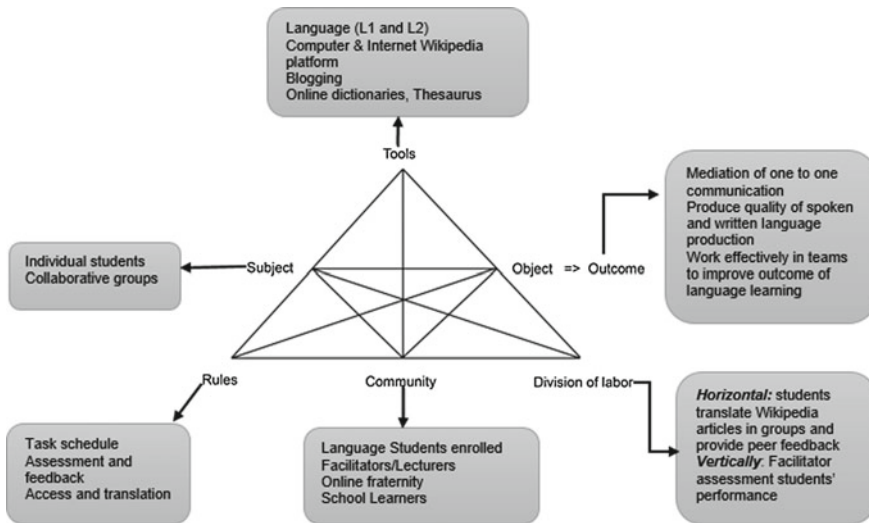 Language (L1 and L2)
Computer & Internet Wikipedia
platform
Blogging
Online dictionaries, Thesaurus
Tools
Mediation of one to one
communication
Produce quality of spoken
and written language
production
Work effectively in teams
to improve outcome of
language learning
Individual students
Collaborative groups
Subject
Object => Outcome
Rules
Community
Division of labor
Task schedule
Assessment and
feedback
Access and translation
Language Students enrolled
Facilitators/Lecturers
Online fraternity
School Learners
Horizontal: students
translate Wikipedia
articles in groups and
provide peer feedback
Vertically: Facilitator
assessment students'
performance